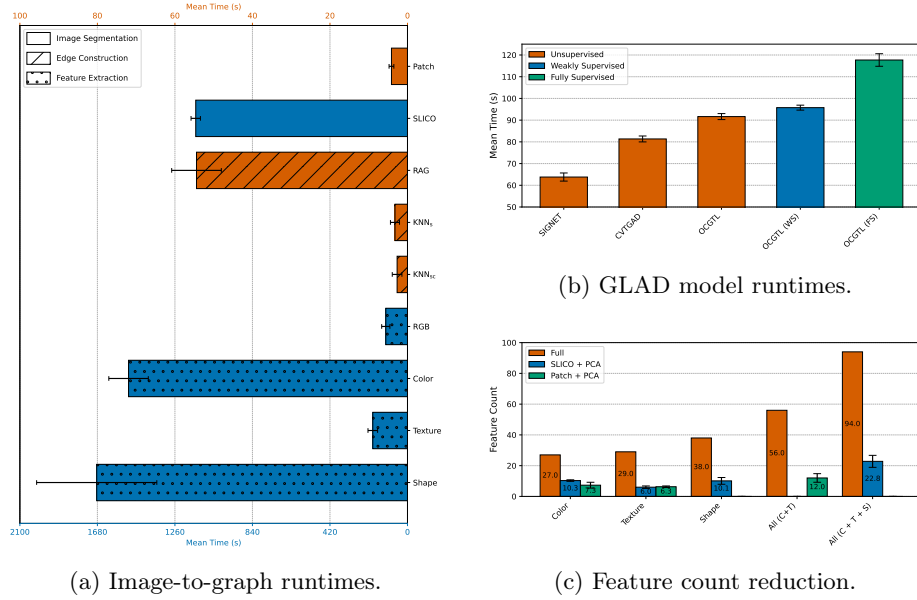 Mean Time (s)
100 80 60 40 20 0
Image Segmentation
Edge Construction
Feature Extraction
Patch
SLICO
RAG
KNNs
KNNsc
RGB
Color
Texture
Shape
2100 1680 1260 840 420 0
Mean Time (s)
(a) Image-to-graph runtimes.
Unsupervised
Weakly Supervised
Fully Supervised
Mean Time (s)
120
110
100
90
80
70
60
50
SIGNET
CVTGAD
OCGTL
OCGTL (WS)
OCGTL (FS)
(b) GLAD model runtimes.
Full
SLICO + PCA
Patch + PCA
Feature Count
100
80
60
40
20
0
27.0 10.3 7.3
29.0 6.0 6.3
38.0 10.1
56.0 12.0
94.0 22.8
Color
Texture
Shape
All (C+T)
All (C + T + S)
(c) Feature count reduction.